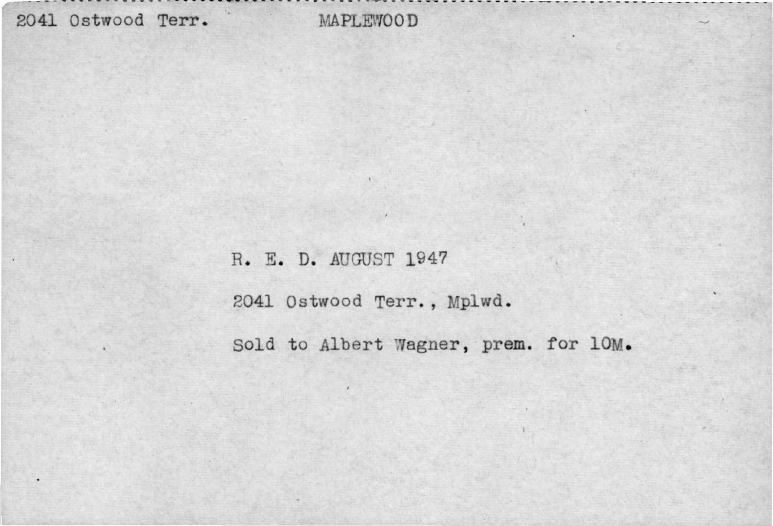 2041 Ostwood Terr. MAPLEWOOD
R. E. D. AUGUST 1947
2041 Ostwood Terr., Mplwd.
Sold to Albert Wagner, prem. for 10M.